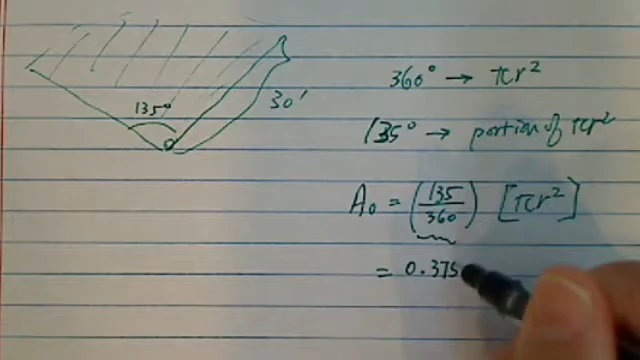 135°
30'
360° → πr²
135° → portion of πr²
A₀ = (135/360) [πr²]
= 0.375